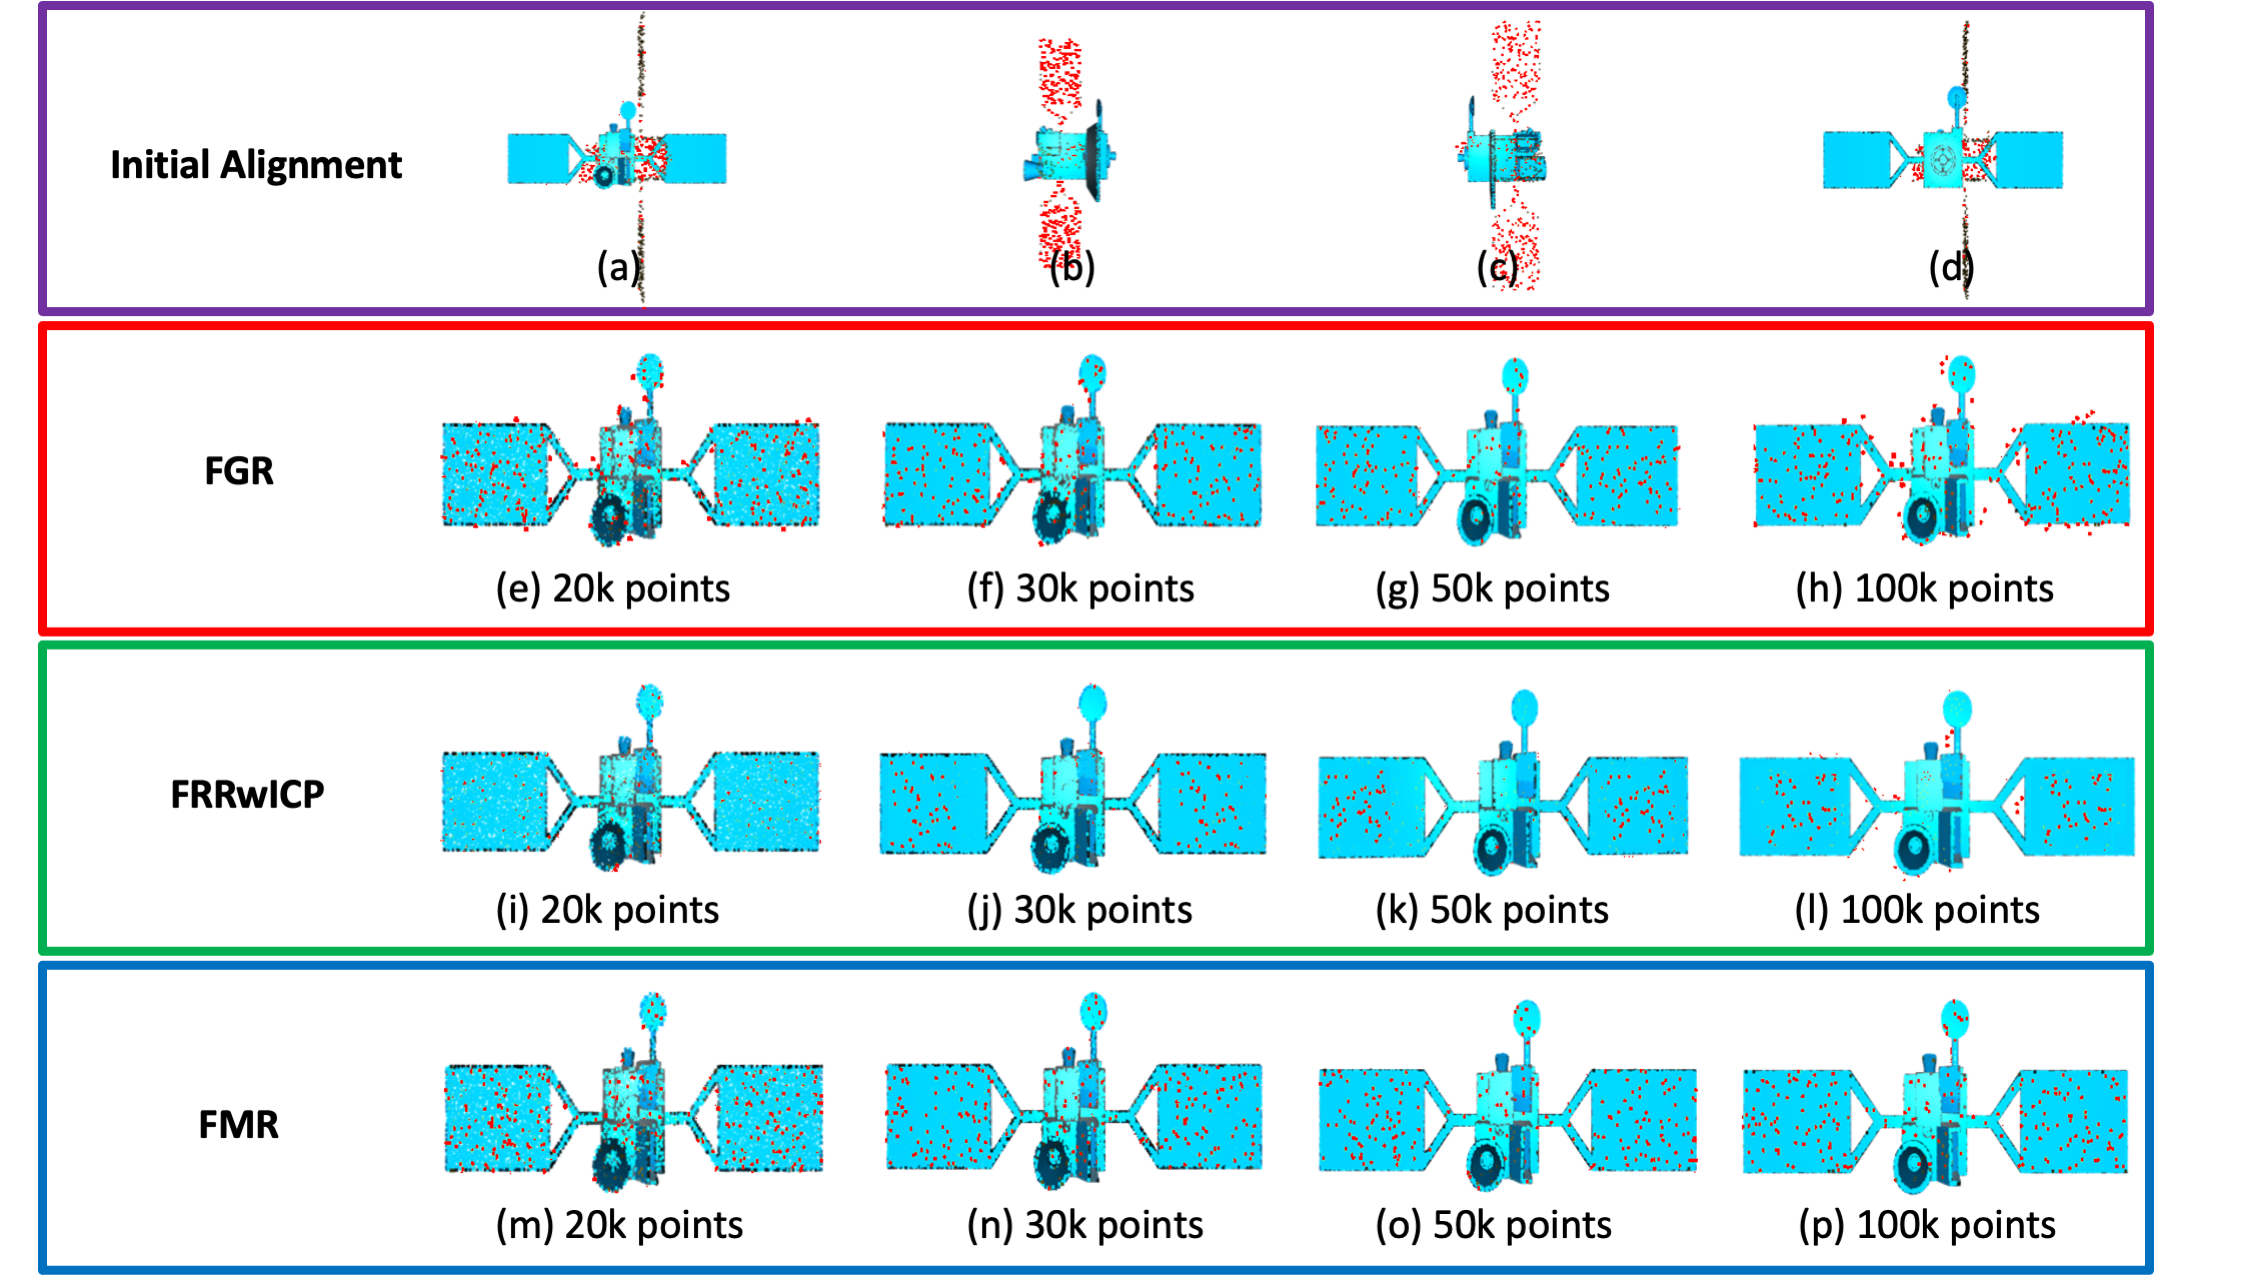 Initial Alignment
(a)
(b)
(c)
(d)
FGR
(e) 20k points
(f) 30k points
(g) 50k points
(h) 100k points
FRRwICP
(i) 20k points
(j) 30k points
(k) 50k points
(l) 100k points
FMR
(m) 20k points
(n) 30k points
(o) 50k points
(p) 100k points